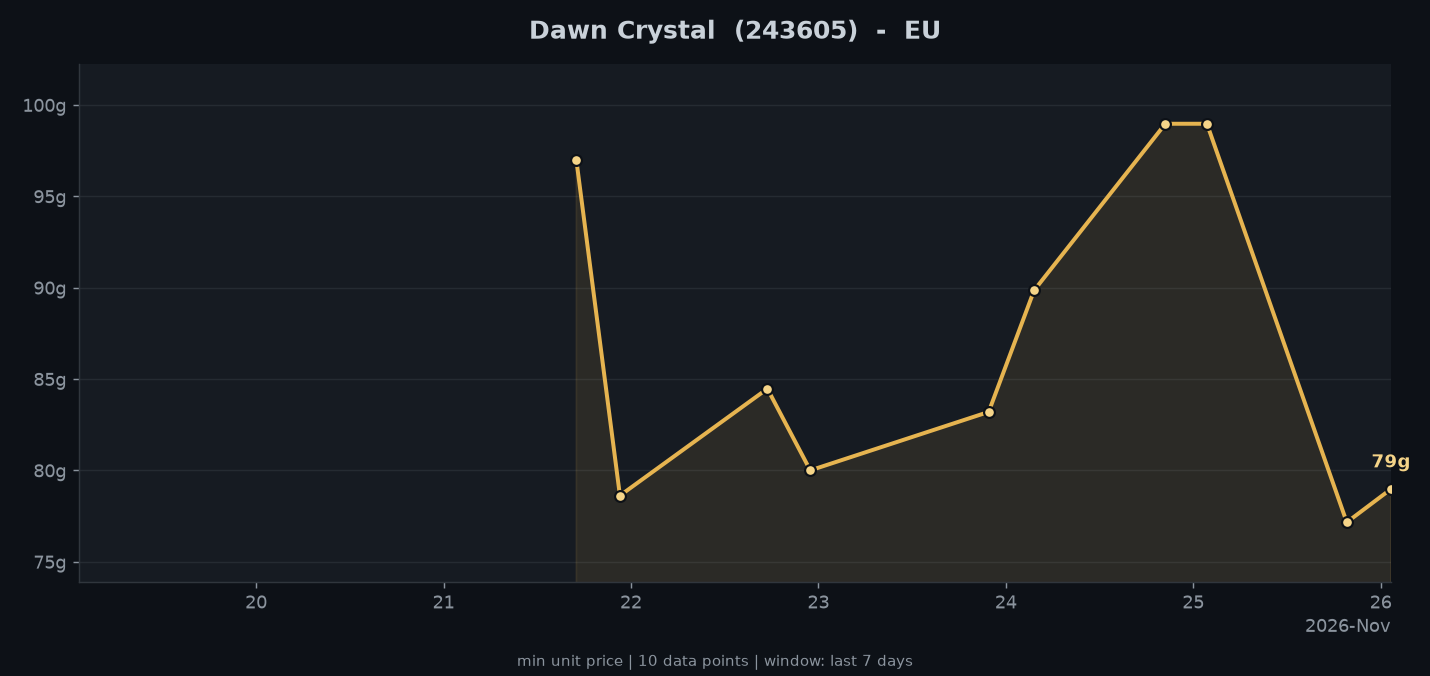 Dawn Crystal (243605) - EU
100g
95g
90g
85g
80g
75g
79g
20 21 22 23 24 25 26
2026-Nov
min unit price | 10 data points | window: last 7 days